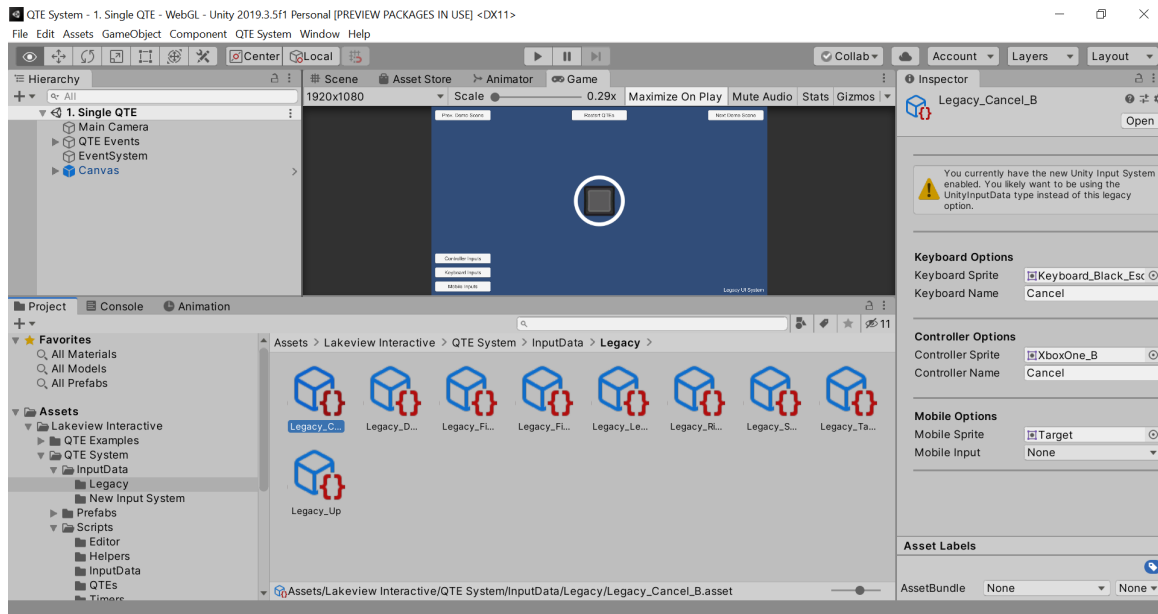 QTE System - 1. Single QTE - WebGL - Unity 2019.3.5f1 Personal [PREVIEW PACKAGES IN USE] <DX11>
File Edit Assets GameObject Component QTE System Window Help
Center Local Collab Account Layers Layout
Hierarchy
All
1. Single QTE
Main Camera
QTE Events
EventSystem
Canvas
Scene Asset Store Animator Game
1920x1080 Scale 0.29x Maximize On Play Mute Audio Stats Gizmos
Prev. Demo Scene Restart QTEs Next Demo Scene
Controller Inputs
Keyboard Inputs
Mobile Inputs
Legacy UI System
Project Console Animation
11
Favorites
All Materials
All Models
All Prefabs
Assets
Lakeview Interactive
QTE Examples
QTE System
InputData
Legacy
New Input System
Prefabs
Scripts
Editor
Helpers
InputData
QTEs
Timers
Assets > Lakeview Interactive > QTE System > InputData > Legacy >
Legacy_C... Legacy_D... Legacy_Fi... Legacy_Fi... Legacy_Le... Legacy_Ri... Legacy_S... Legacy_Ta...
Legacy_Up
Assets/Lakeview Interactive/QTE System/InputData/Legacy/Legacy_Cancel_B.asset
Inspector
Legacy_Cancel_B
Open
You currently have the new Unity Input System
enabled. You likely want to be using the
UnityInputData type instead of this legacy
option.
Keyboard Options
Keyboard Sprite Keyboard_Black_Esc
Keyboard Name Cancel
Controller Options
Controller Sprite XboxOne_B
Controller Name Cancel
Mobile Options
Mobile Sprite Target
Mobile Input None
Asset Labels
AssetBundle None None